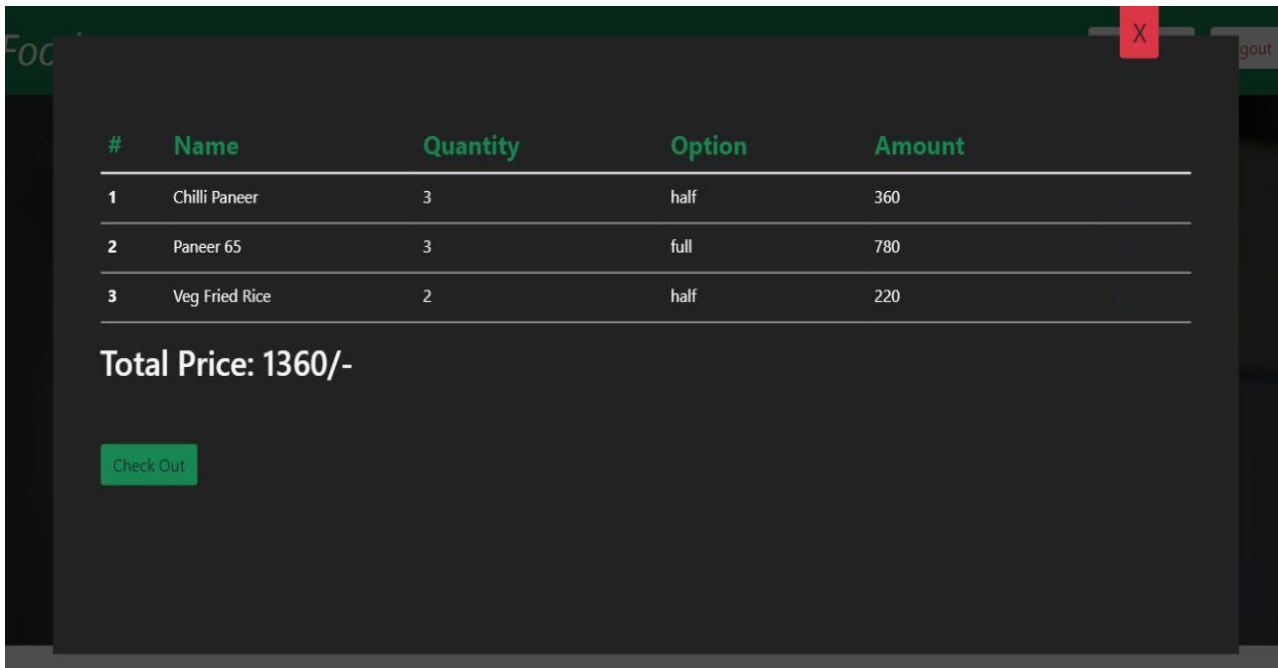 X
# Name Quantity Option Amount
1 Chilli Paneer 3 half 360
2 Paneer 65 3 full 780
3 Veg Fried Rice 2 half 220
Total Price: 1360/-
Check Out